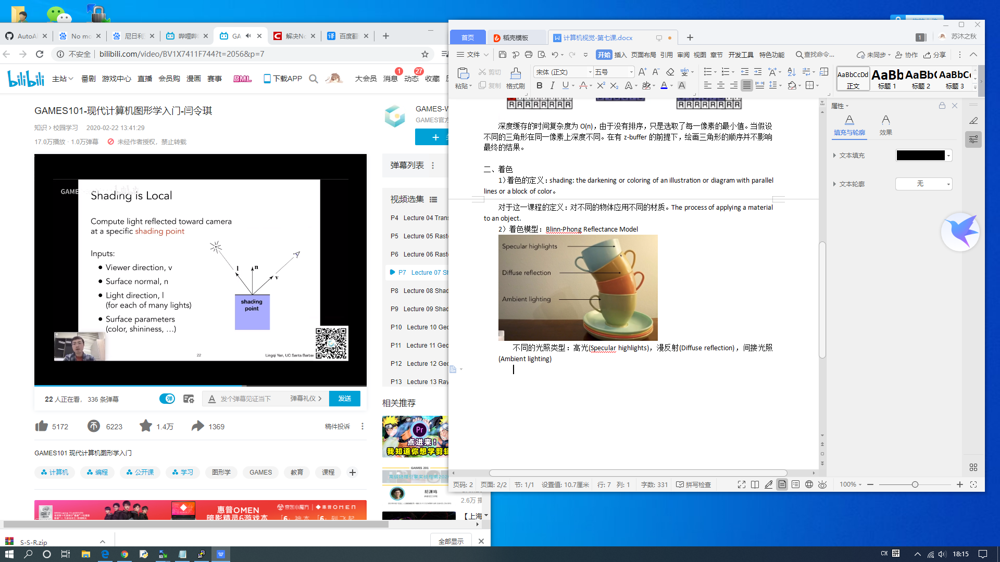 AutoA
No mo
尼日利
哔哩哔
GA
解决No
百度翻
不安全 | bilibili.com/video/BV1X7411F744?t=2056&p=7
bilibili 主站 番剧 游戏中心 直播 会员购 漫画 赛事 BML 下载APP 大会员 消息 1 动态 27 收藏
GAMES101-现代计算机图形学入门-闫令琪
知识 > 校园学习 2020-02-22 13:41:29
17.0万播放 · 1.0万弹幕 未经作者授权，禁止转载
GAMES-W
GAMES官方
弹幕列表
Shading is Local
Compute light reflected toward camera
at a specific shading point
Inputs:
● Viewer direction, v
● Surface normal, n
● Light direction, l
(for each of many lights)
● Surface parameters
(color, shininess, …)
l
n
v
shading
point
22
Lingqi Yan, UC Santa Barbar
视频选集
P4 Lecture 04 Trans
P5 Lecture 05 Raste
P6 Lecture 06 Raste
P7 Lecture 07 Sh
P8 Lecture 08 Shad
P9 Lecture 09 Shad
P10 Lecture 10 Geo
P11 Lecture 11 Geo
P12 Lecture 12 Geo
P13 Lecture 13 Ray
22 人正在看， 336 条弹幕
弹
发个弹幕见证当下
弹幕礼仪 >
发送
5172 6223 1.4万 1369 稿件投诉
GAMES101 现代计算机图形学入门
计算机 编程 公开课 学习 图形学 GAMES 教育 课程
相关推荐
Pr
点进来！
我知道你想学剪辑
GAMES 201
2.6万 播
【上海
惠普OMEN
暗影精灵6游戏本
京东小魔方 | 惠普 OMEN
S-S-R.zip
全部显示
首页 稻壳模板 计算机视觉-第七课.docx 1 苏沐之秋
文件 开始 插入 页面布局 引用 审阅 视图 章节 开发工具 特色功能 查找命令... 未同步 协作 分享
粘贴 剪切 复制 格式刷 宋体 (正文) 五号
AaBbCcDd 正文
AaBb 标题 1
AaBb( 标题 2
AaBbC 标题 3
RRRRRRRR
RRRRRRRR
深度缓存的时间复杂度为 O(n)，由于没有排序，只是选取了每一像素的最小值。当假设
不同的三角形在同一像素上深度不同。在有 z-buffer 的前提下，绘画三角形的顺序并不影响
最终的结果。
二、着色
1）着色的定义：shading: the darkening or coloring of an illustration or diagram with parallel
lines or a block of color。
对于这一课程的定义：对不同的物体应用不同的材质。The process of applying a material
to an object.
2）着色模型：Blinn-Phong Reflectance Model
Specular highlights
Diffuse reflection
Ambient lighting
不同的光照类型：高光(Specular highlights)，漫反射(Diffuse reflection)，间接光照
(Ambient lighting)
属性
填充与轮廓 效果
文本填充
文本轮廓 无
页码: 2 页面: 2/2 节: 1/1 设置值: 10.7厘米 行: 7 列: 1 字数: 331 拼写检查 100%
CH 拼 18:15